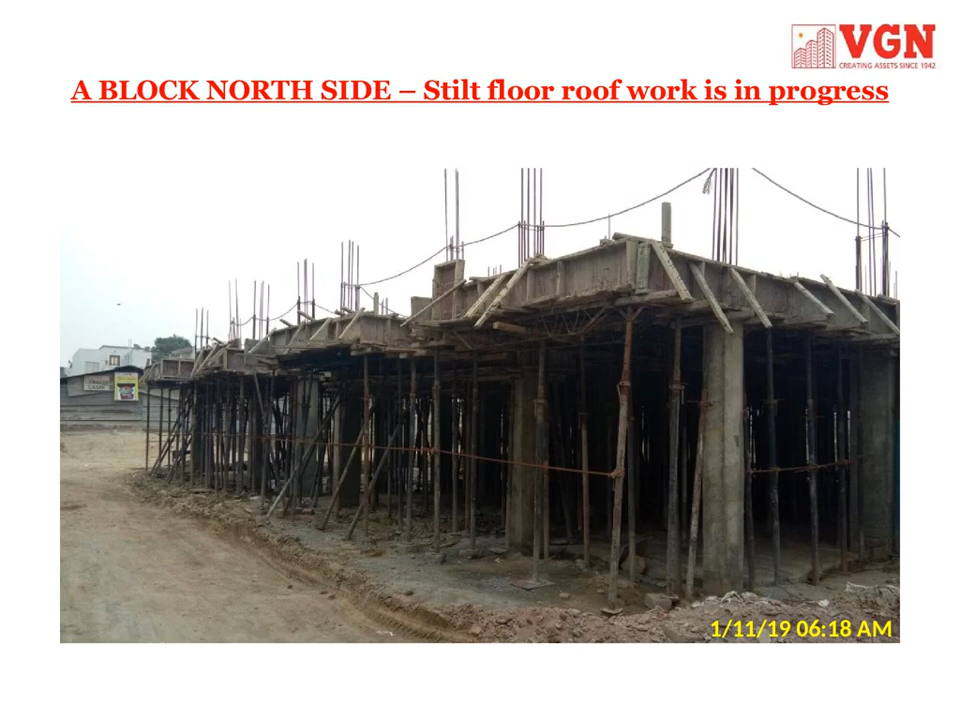 VGN
CREATING ASSETS SINCE 1942
A BLOCK NORTH SIDE – Stilt floor roof work is in progress
1/11/19 06:18 AM